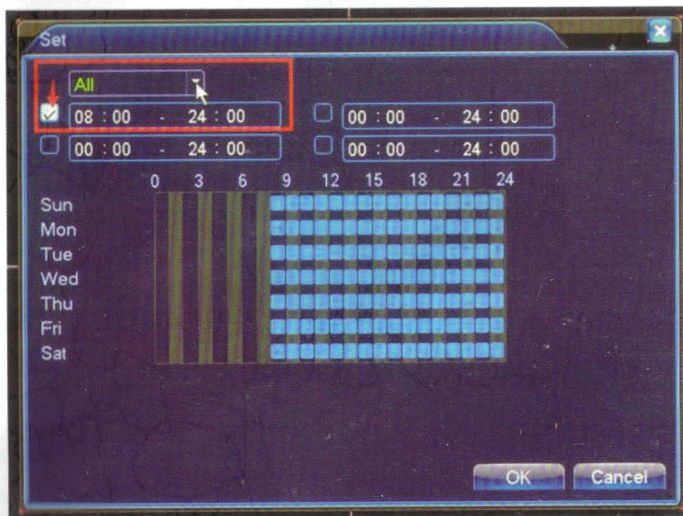 Set
All
08 : 00 - 24 : 00
00 : 00 - 24 : 00
00 : 00 - 24 : 00
00 : 00 - 24 : 00
0 3 6 9 12 15 18 21 24
Sun
Mon
Tue
Wed
Thu
Fri
Sat
OK Cancel